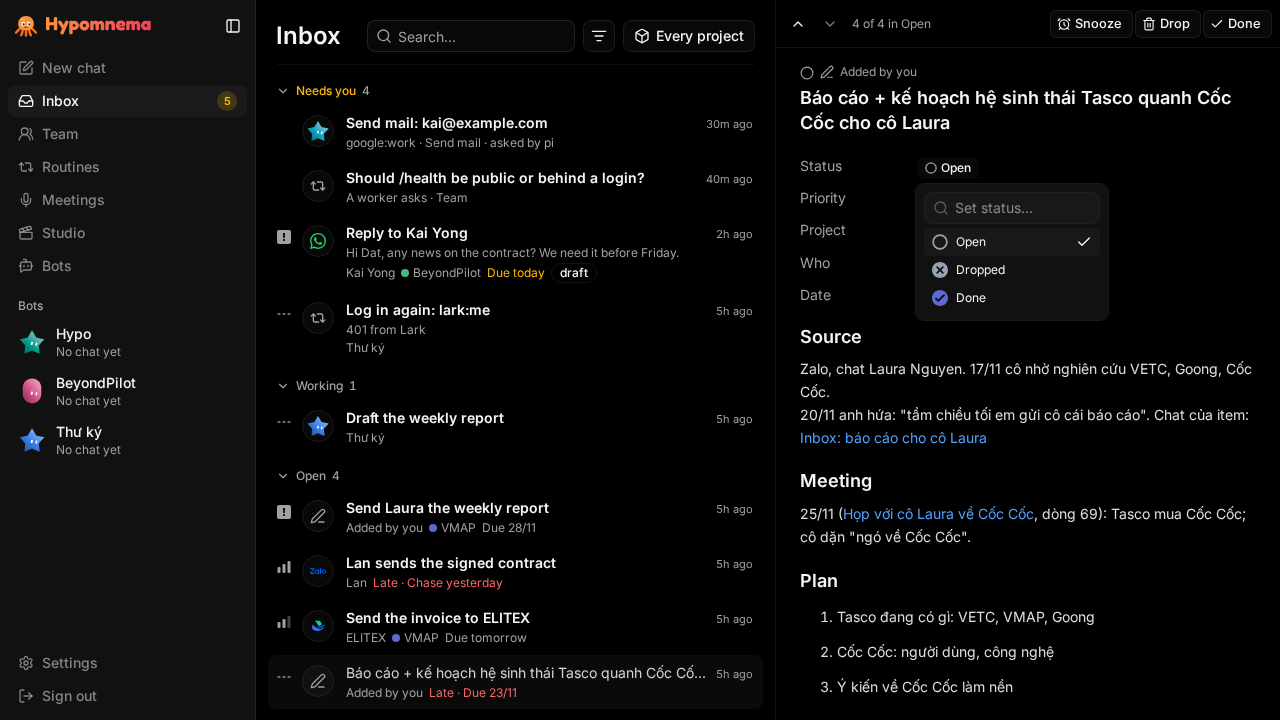 Hypomnema
New chat
Inbox
5
Team
Routines
Meetings
Studio
Bots
Bots
Hypo
No chat yet
BeyondPilot
No chat yet
Thư ký
No chat yet
Settings
Sign out
Inbox
Search...
Every project
Needs you 4
Send mail: kai@example.com
30m ago
google:work · Send mail · asked by pi
Should /health be public or behind a login?
40m ago
A worker asks · Team
Reply to Kai Yong
2h ago
Hi Dat, any news on the contract? We need it before Friday.
Kai Yong BeyondPilot Due today draft
Log in again: lark:me
5h ago
401 from Lark
Thư ký
Working 1
Draft the weekly report
5h ago
Thư ký
Open 4
Send Laura the weekly report
5h ago
Added by you VMAP Due 28/11
Lan sends the signed contract
5h ago
Zalo
Lan Late · Chase yesterday
Send the invoice to ELITEX
5h ago
ELITEX VMAP Due tomorrow
Báo cáo + kế hoạch hệ sinh thái Tasco quanh Cốc Cố...
5h ago
Added by you Late · Due 23/11
4 of 4 in Open
Snooze
Drop
Done
Added by you
Báo cáo + kế hoạch hệ sinh thái Tasco quanh Cốc
Cốc cho cô Laura
Status
Open
Priority
Project
Who
Date
Set status...
Open
Dropped
Done
Source
Zalo, chat Laura Nguyen. 17/11 cô nhờ nghiên cứu VETC, Goong, Cốc
Cốc.
20/11 anh hứa: "tầm chiều tối em gửi cô cái báo cáo". Chat của item:
Inbox: báo cáo cho cô Laura
Meeting
25/11 (Họp với cô Laura về Cốc Cốc, dòng 69): Tasco mua Cốc Cốc;
cô dặn "ngó về Cốc Cốc".
Plan
1. Tasco đang có gì: VETC, VMAP, Goong
2. Cốc Cốc: người dùng, công nghệ
3. Ý kiến về Cốc Cốc làm nền